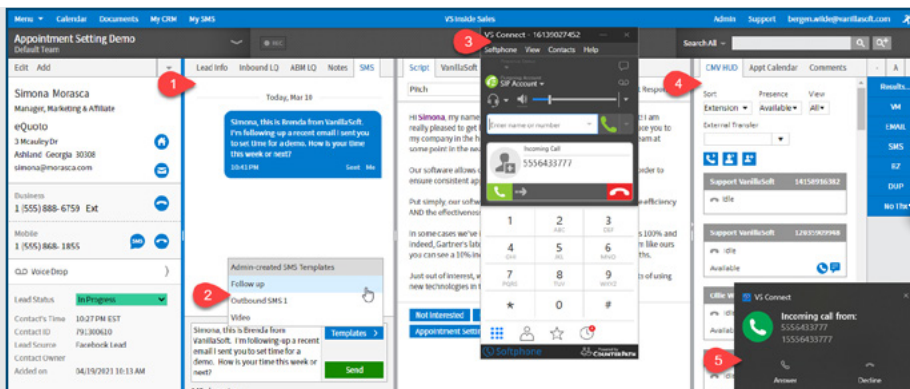 Menu Calendar Documents My CRM My SMS
VS Inside Sales
Admin Support bergen.wilde@vanillasoft.com
Appointment Setting Demo
Default Team
REC
Search All
Edit Add
Simona Morasca
Manager, Marketing & Affiliate
eQuoto
3 Mcauley Dr
Ashland Georgia 30308
simona@morasca.com
Business
1 (555) 888-6759 Ext
Mobile
1 (555) 868-1855
SMS
Voice Drop
Lead Status In Progress
Contact's Time 10:27 PM EST
Contact ID 791300610
Lead Source Facebook Lead
Contact Owner
Added on 04/19/2021 10:13 AM
1
Lead Info Inbound LQ ABM LQ Notes SMS
Today, Mar 10
Simona, this is Brenda from VanillaSoft.
I'm following up a recent email I sent you
to set time for a demo. How is your time
this week or next?
10:41 PM Sent Me
2
Admin-created SMS Templates
Follow up
Outbound SMS 1
Video
Simona, this is Brenda from
VanillaSoft. I'm following-up a recent
email I sent you to set time for a
demo. How is your time this week or
next?
Templates
Send
Script VanillaSoft
Pitch
Hi Simona, my name
really pleased to get
my company in the
some point in the
Our software allows
ensure consistent
Put simply, our
AND the effectiveness
In some cases we've
indeed, Gartner's
you can see a 10%
Just out of interest,
new technologies in
Not Interested
Appointment
3
VS Connect - 16139027452
Softphone View Contacts Help
Outgoing Account
SIP Account
Enter name or number
Incoming Call
5556433777
1 2 3
ABC DEF
4 5 6
GHI JKL MNO
7 8 9
PQRS TUV WXYZ
* 0 #
Softphone
Powered by
COUNTERPATH
4
CMV HUD Appt Calendar Comments
A
Sort Presence View
Extension Available All
External Transfer
Support VanillaSoft 14158916382
Idle
Support VanillaSoft 12035909948
Idle
Available
Results...
VM
EMAIL
SMS
EZ
DUP
5
VS Connect
Incoming call from:
5556433777
15556433777
Answer Decline